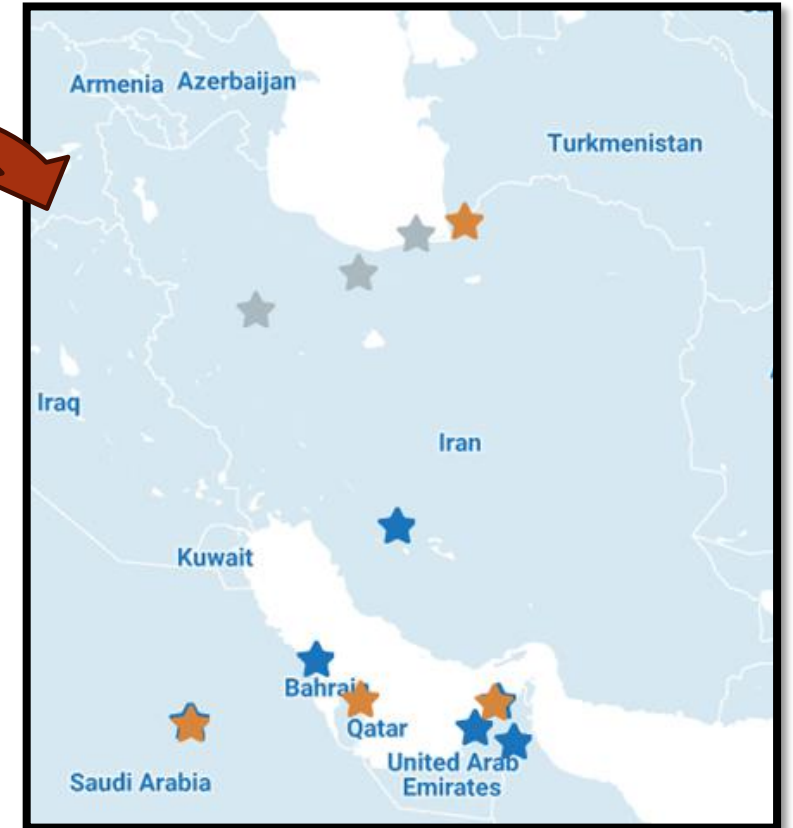 Armenia Azerbaijan
Turkmenistan
Iraq
Iran
Kuwait
Bahrain
Qatar
United Arab
Emirates
Saudi Arabia